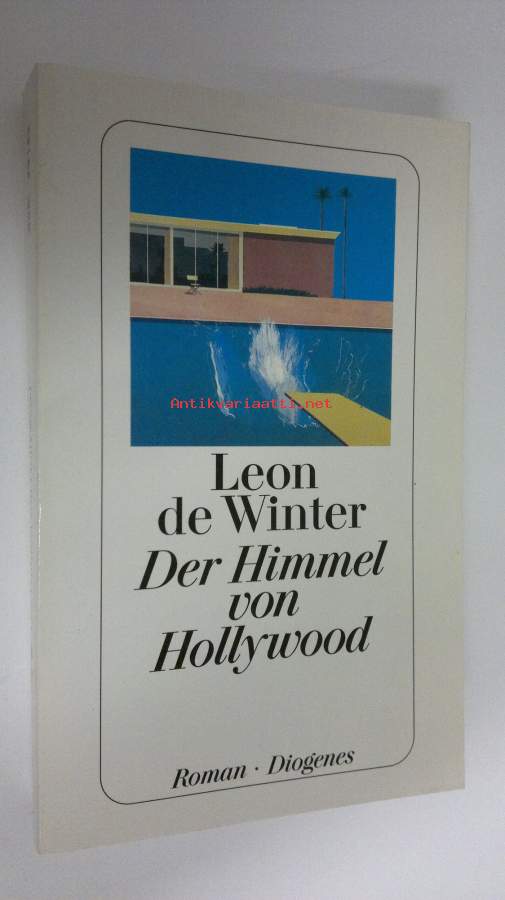 Antikvariaatti.net
Leon
de Winter
Der Himmel
von
Hollywood
Roman · Diogenes